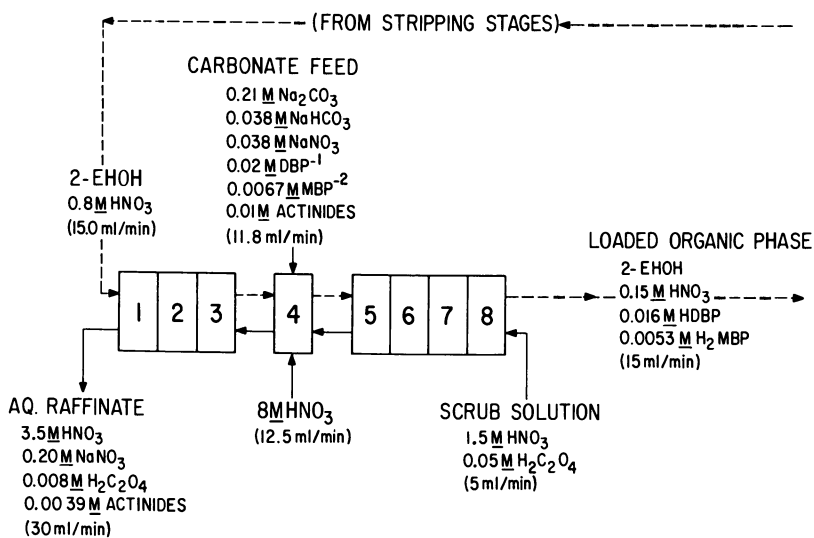 (FROM STRIPPING STAGES)
CARBONATE FEED
0.21 M Na₂CO₃
0.038 M NaHCO₃
0.038 M NaNO₃
0.02 M DBP⁻¹
0.0067 M MBP⁻²
0.01 M ACTINIDES
(11.8 ml/min)
2-EHOH
0.8 M HNO₃
(15.0 ml/min)
LOADED ORGANIC PHASE
2-EHOH
0.15 M HNO₃
0.016 M HDBP
0.0053 M H₂MBP
(15 ml/min)
1 2 3 4 5 6 7 8
AQ. RAFFINATE
3.5 M HNO₃
0.20 M NaNO₃
0.008 M H₂C₂O₄
0.0039 M ACTINIDES
(30 ml/min)
8 M HNO₃
(12.5 ml/min)
SCRUB SOLUTION
1.5 M HNO₃
0.05 M H₂C₂O₄
(5 ml/min)